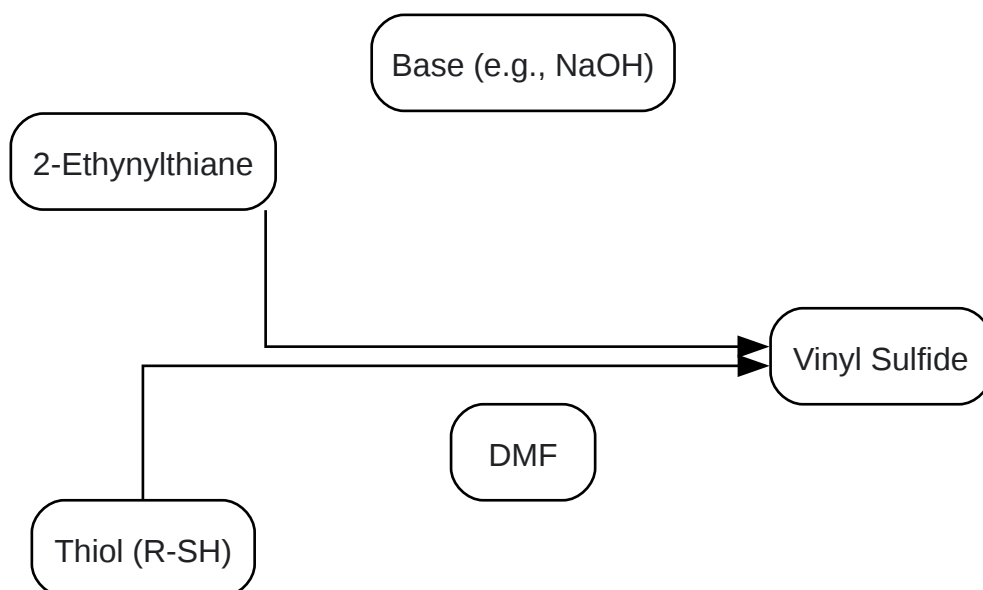 Base (e.g., NaOH)
2-Ethynylthiane
Vinyl Sulfide
DMF
Thiol (R-SH)